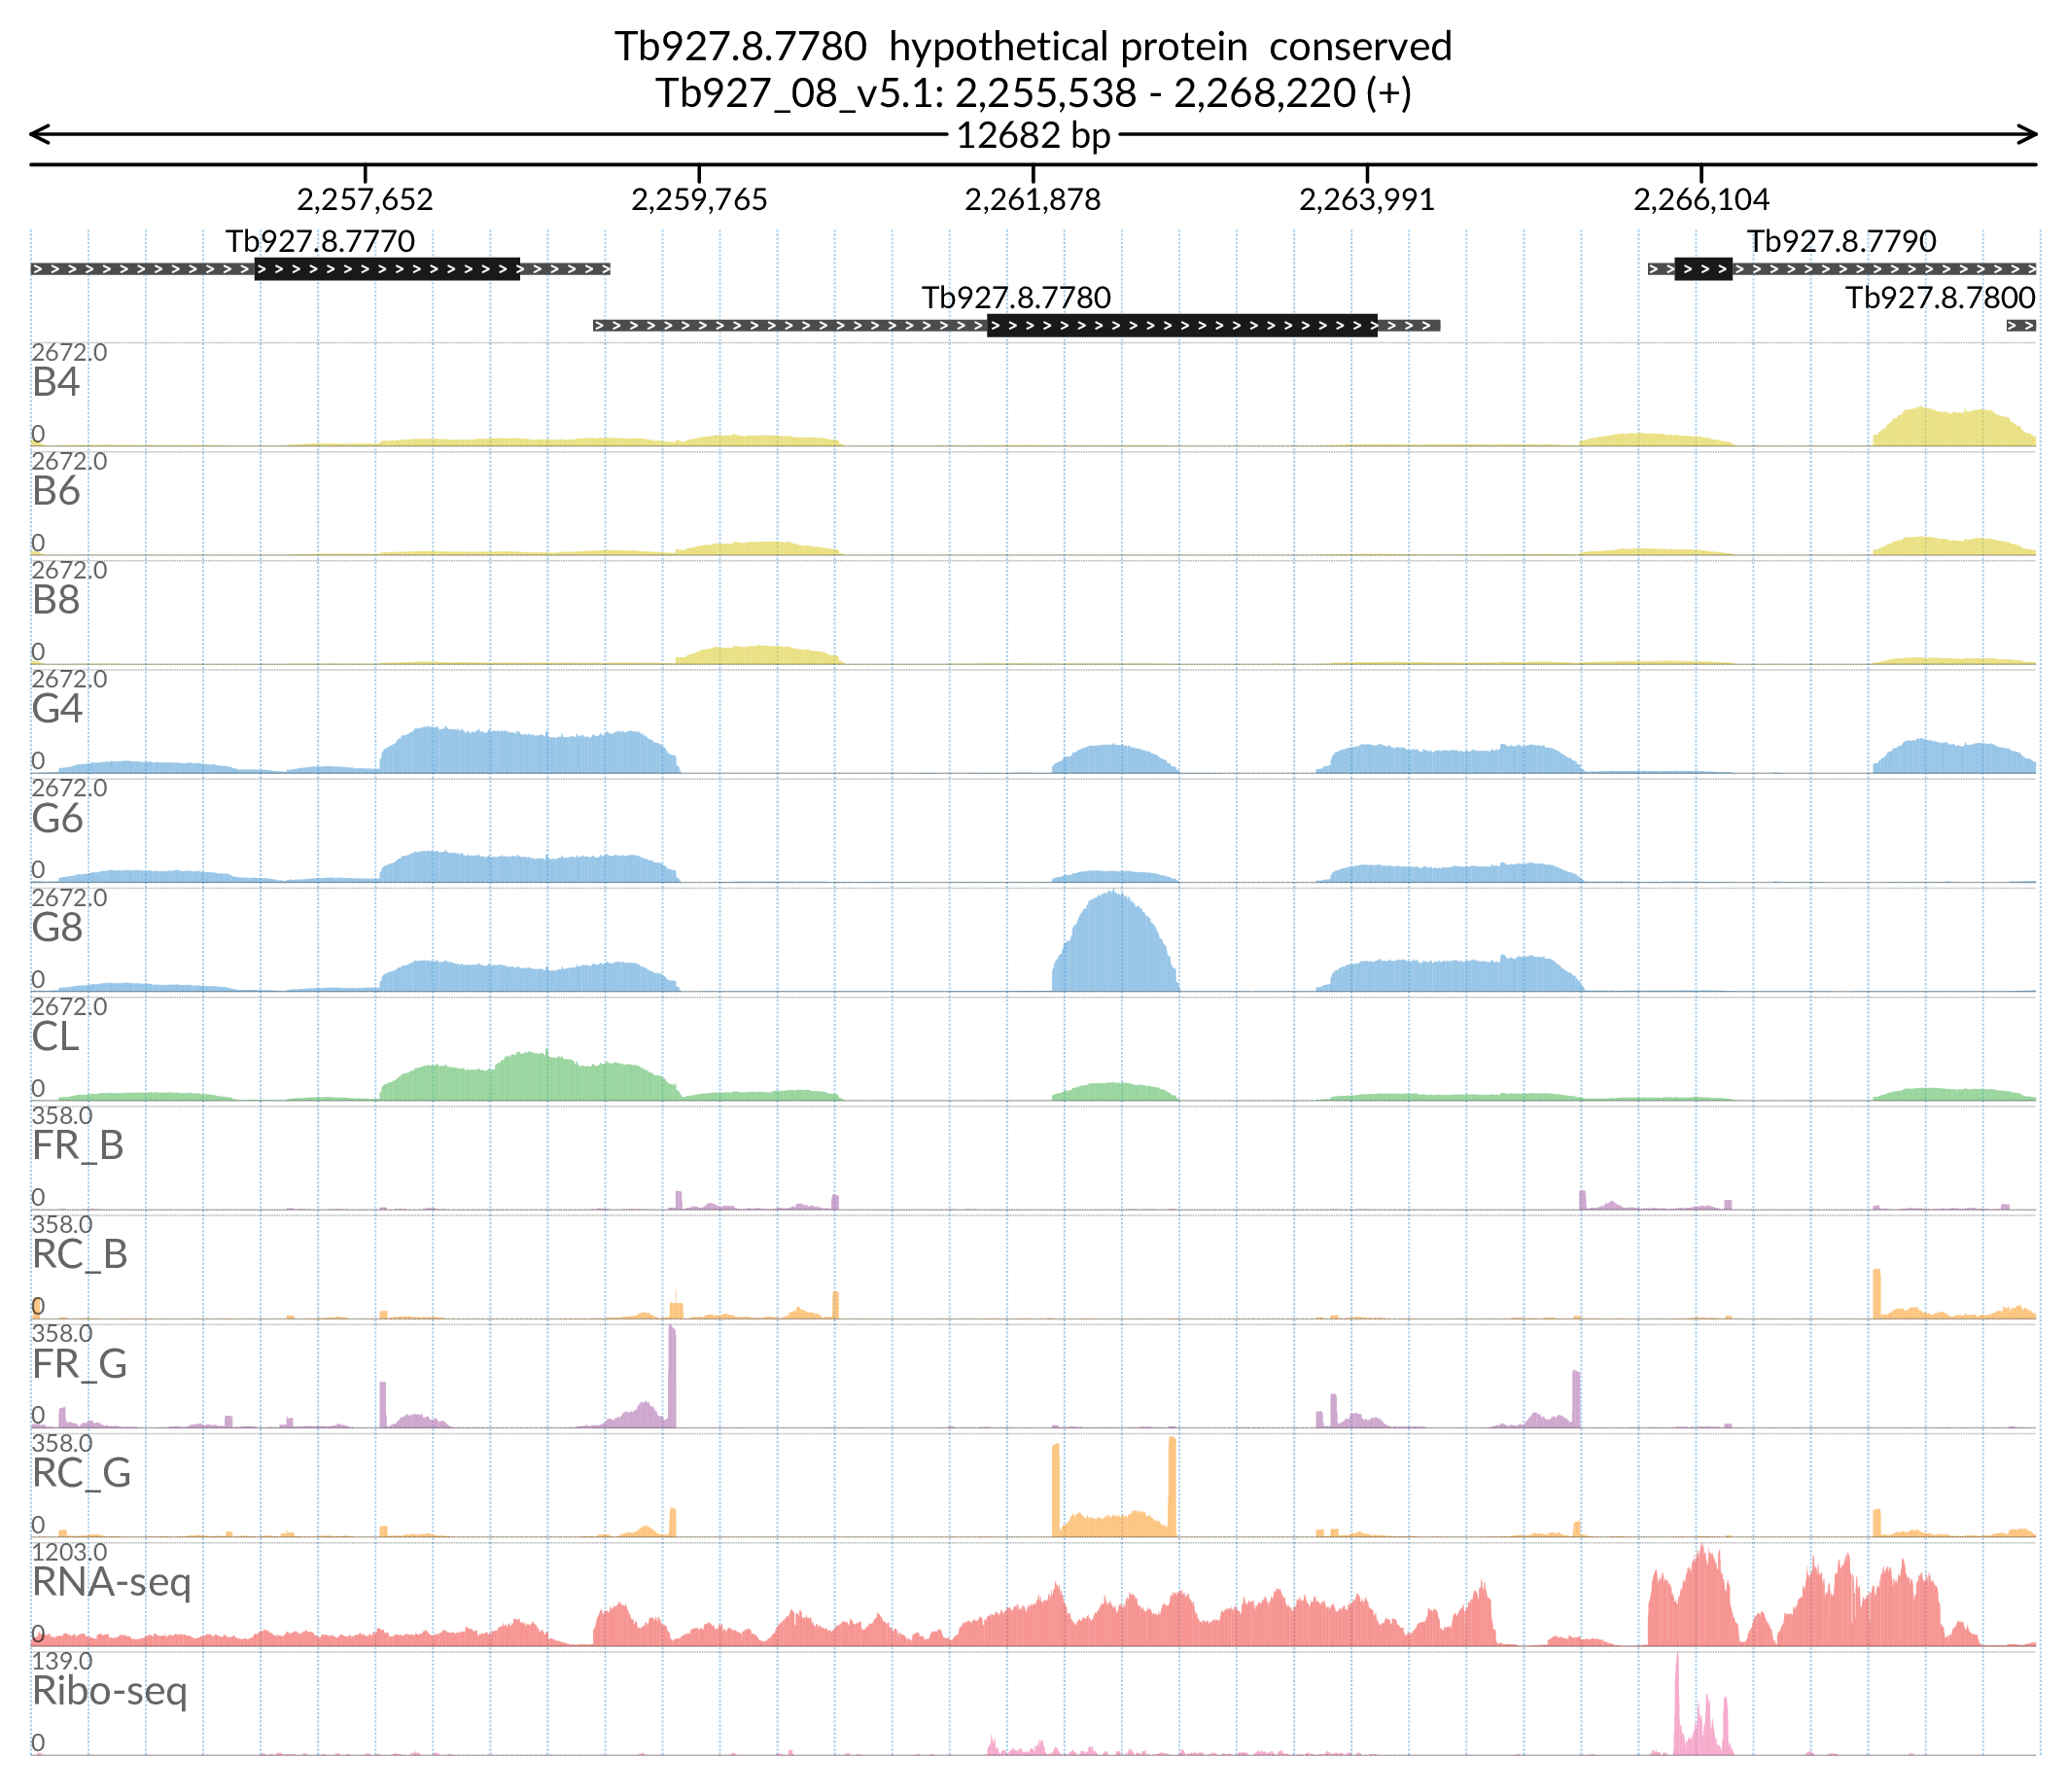 Tb927.8.7780  hypothetical protein  conserved
Tb927_08_v5.1: 2,255,538 - 2,268,220 (+)
12682 bp
2,257,652 2,259,765 2,261,878 2,263,991 2,266,104
Tb927.8.7770 Tb927.8.7790
Tb927.8.7780 Tb927.8.7800
2672.0
B4
0
2672.0
B6
0
2672.0
B8
0
2672.0
G4
0
2672.0
G6
0
2672.0
G8
0
2672.0
CL
0
358.0
FR_B
0
358.0
RC_B
0
358.0
FR_G
0
358.0
RC_G
0
1203.0
RNA-seq
0
139.0
Ribo-seq
0